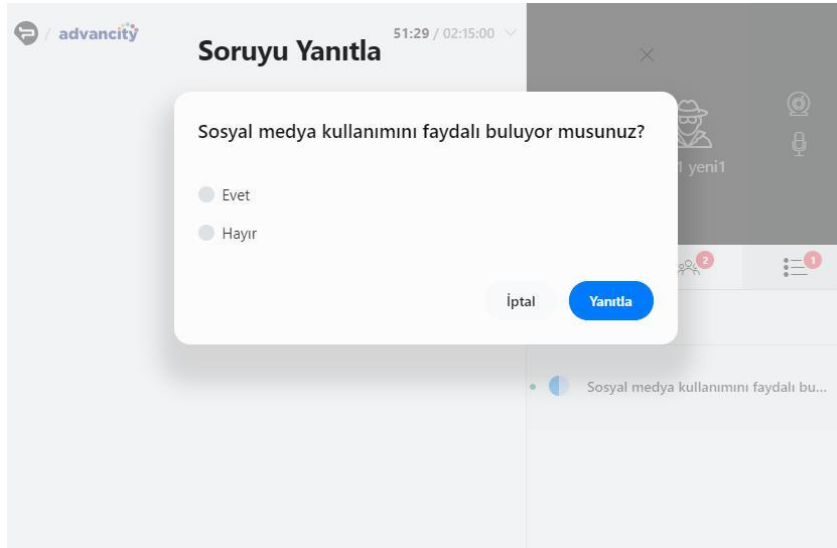 / advancity
51:29 / 02:15:00
Soruyu Yanıtla
Sosyal medya kullanımını faydalı buluyor musunuz?
Evet
Hayır
İptal
Yanıtla
yeni1
2
1
Sosyal medya kullanımını faydalı bu...